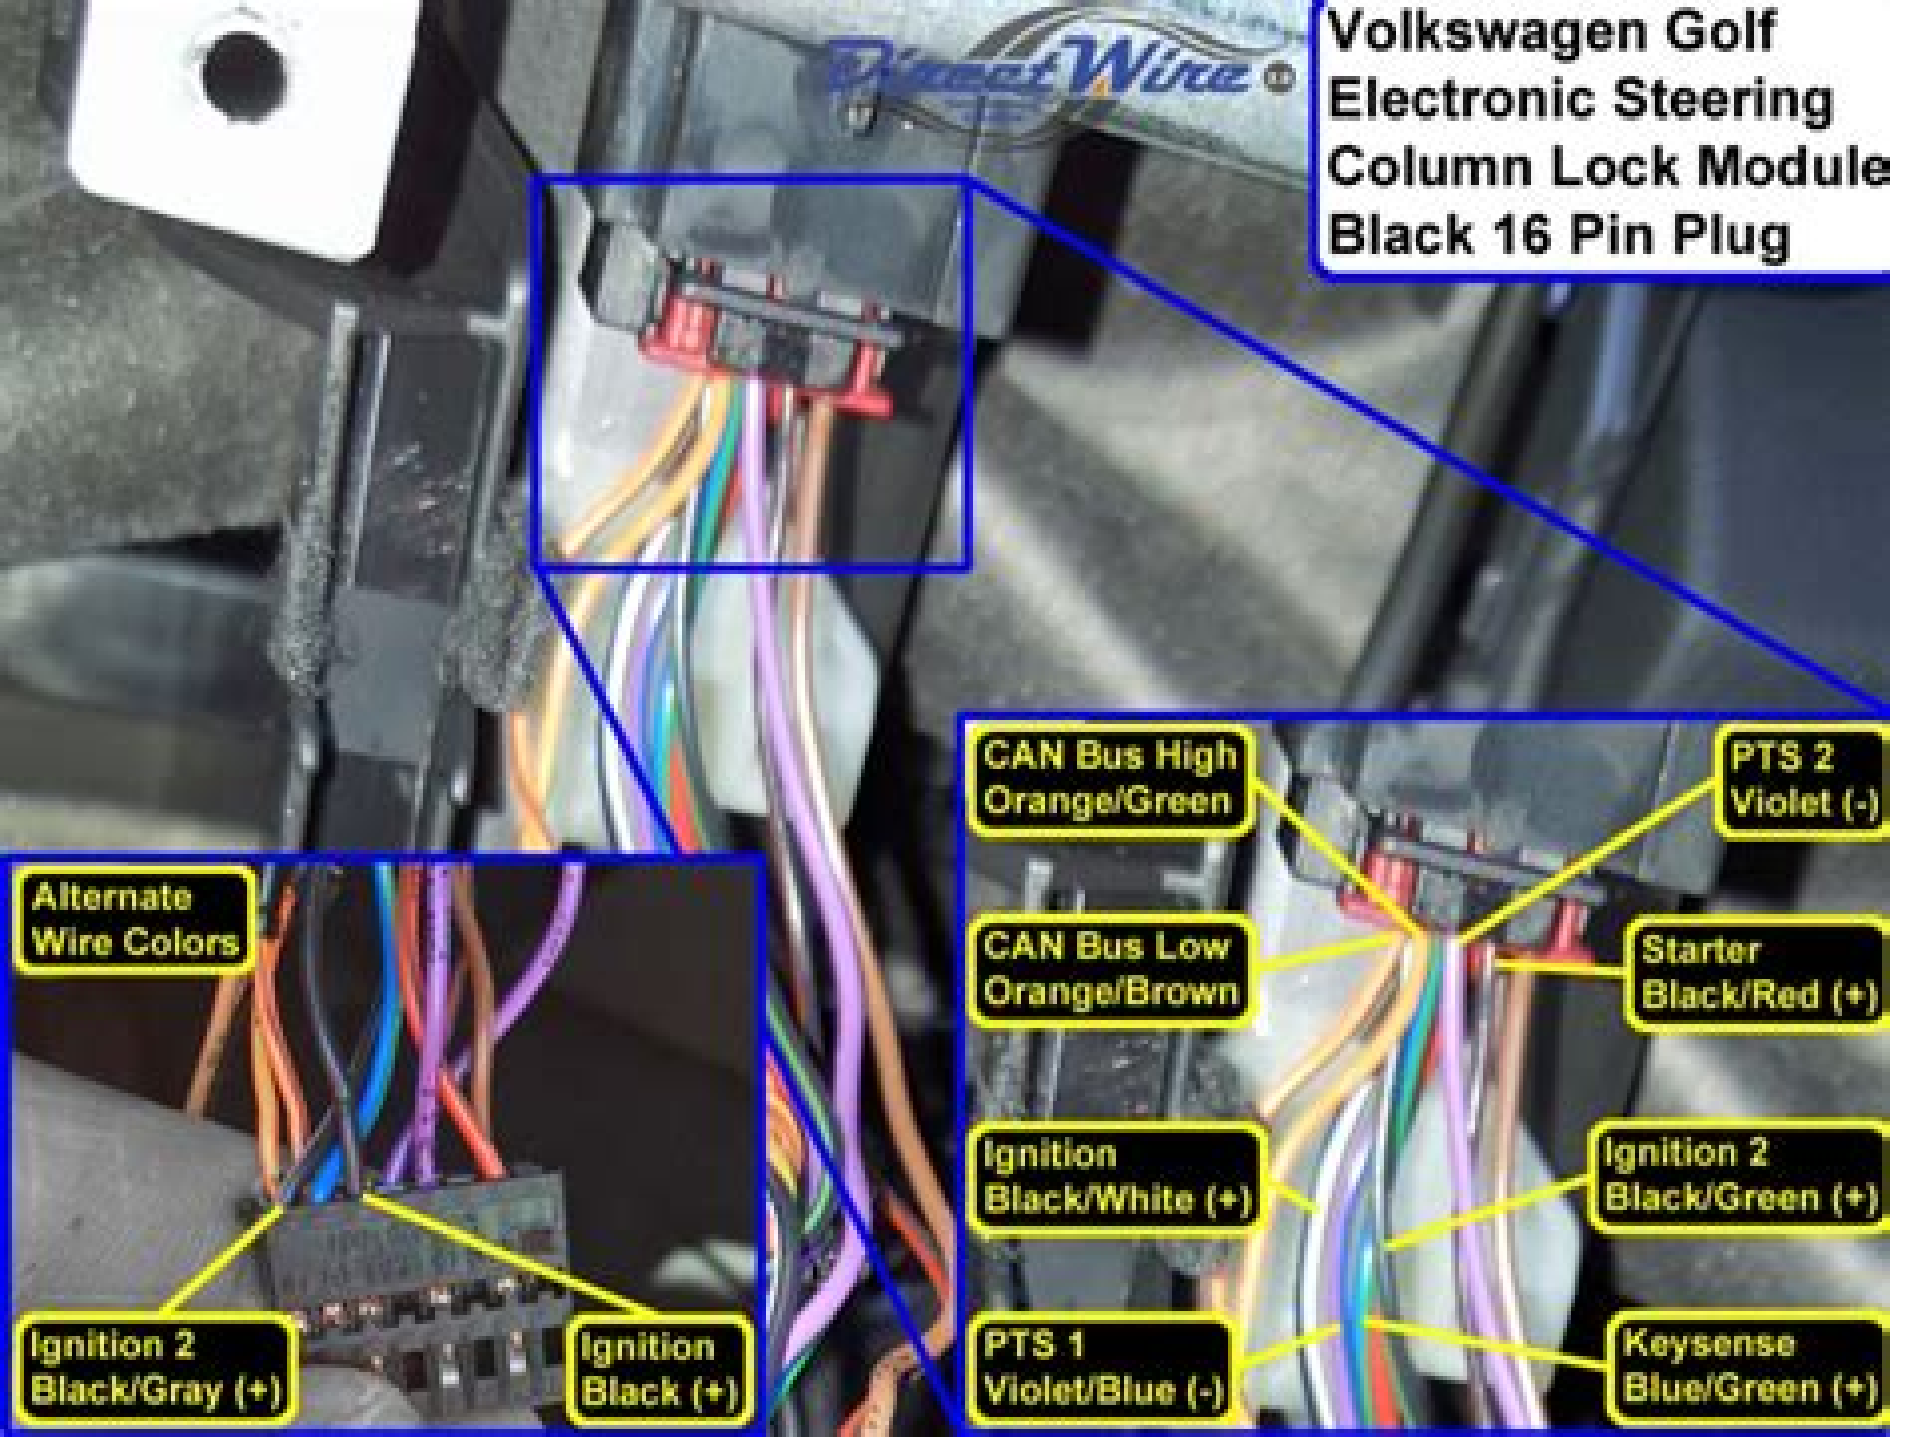 DirectWire
Volkswagen Golf
Electronic Steering
Column Lock Module
Black 16 Pin Plug
CAN Bus High
Orange/Green
PTS 2
Violet (-)
CAN Bus Low
Orange/Brown
Starter
Black/Red (+)
Ignition
Black/White (+)
Ignition 2
Black/Green (+)
PTS 1
Violet/Blue (-)
Keysense
Blue/Green (+)
Alternate
Wire Colors
Ignition 2
Black/Gray (+)
Ignition
Black (+)